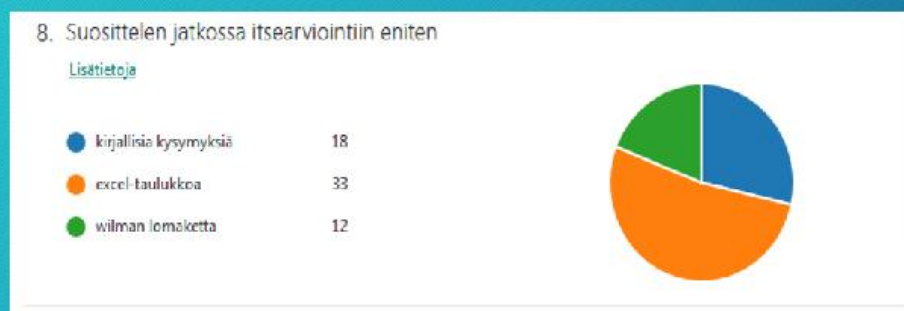 8. Suosittelen jatkossa itsearviointiin eniten
Lisätietoja
kirjallisia kysymyksiä 18
excel-taulukkoa 33
wilman lomaketta 12